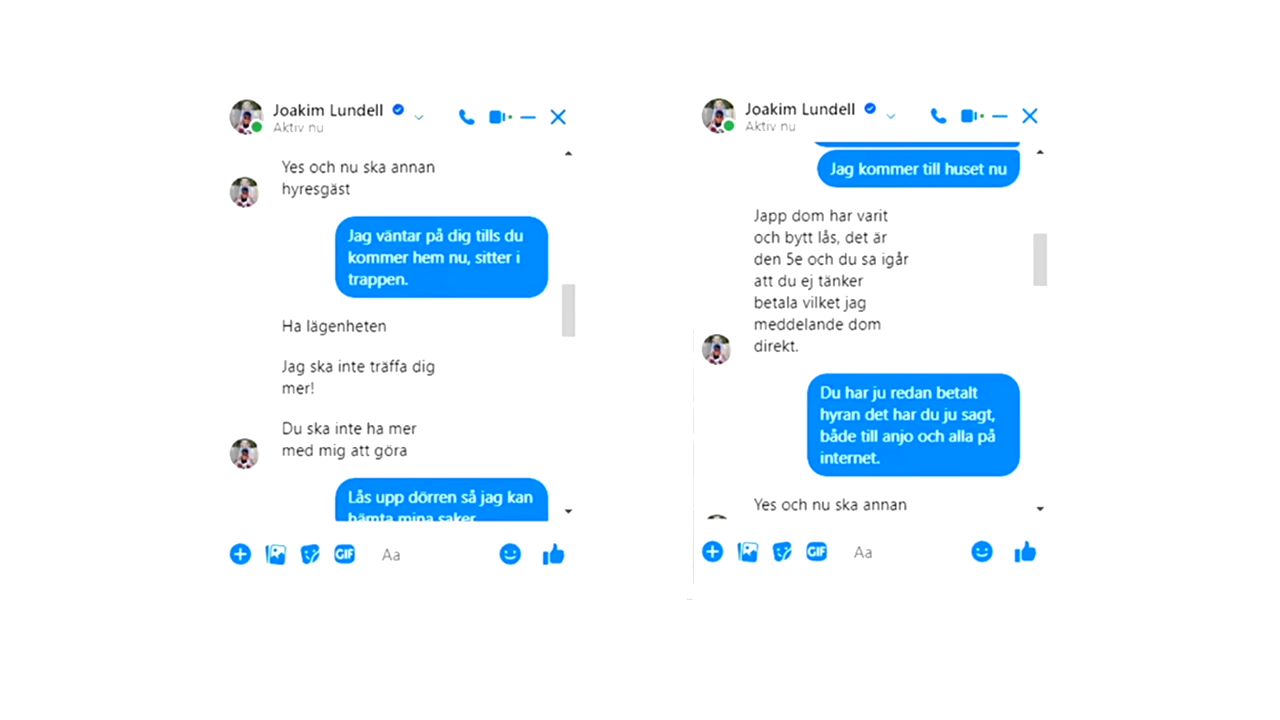 Joakim Lundell
Aktiv nu
Yes och nu ska annan
hyresgäst
Jag väntar på dig tills du
kommer hem nu, sitter i
trappen.
Ha lägenheten
Jag ska inte träffa dig
mer!
Du ska inte ha mer
med mig att göra
Lås upp dörren så jag kan
hämta mina saker
GIF
Aa
Joakim Lundell
Aktiv nu
Jag kommer till huset nu
Japp dom har varit
och bytt lås, det är
den 5e och du sa igår
att du ej tänker
betala vilket jag
meddelande dom
direkt.
Du har ju redan betalt
hyran det har du ju sagt,
både till anjo och alla på
internet.
Yes och nu ska annan
GIF
Aa